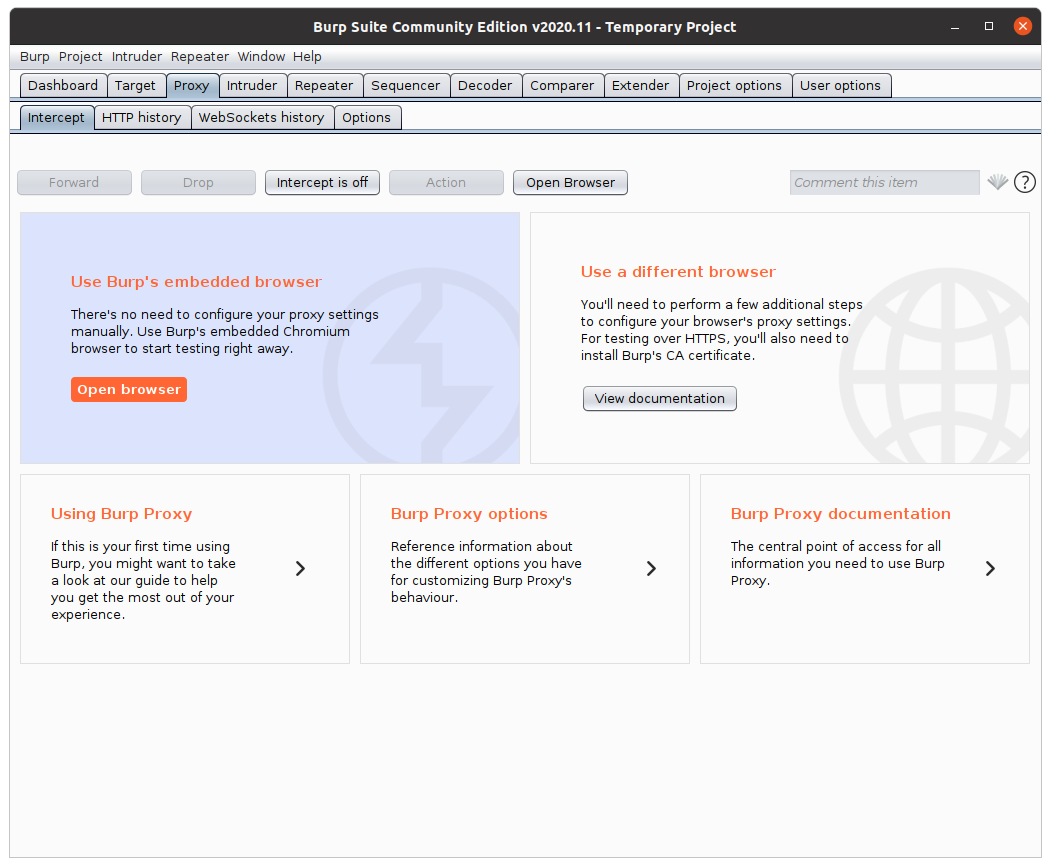 Burp Suite Community Edition v2020.11 - Temporary Project
Burp Project Intruder Repeater Window Help
Dashboard Target Proxy Intruder Repeater Sequencer Decoder Comparer Extender Project options User options
Intercept HTTP history WebSockets history Options
Forward Drop Intercept is off Action Open Browser Comment this item ?
Use Burp's embedded browser
There's no need to configure your proxy settings
manually. Use Burp's embedded Chromium
browser to start testing right away.
Open browser
Use a different browser
You'll need to perform a few additional steps
to configure your browser's proxy settings.
For testing over HTTPS, you'll also need to
install Burp's CA certificate.
View documentation
Using Burp Proxy
If this is your first time using
Burp, you might want to take
a look at our guide to help
you get the most out of your
experience.
Burp Proxy options
Reference information about
the different options you have
for customizing Burp Proxy's
behaviour.
Burp Proxy documentation
The central point of access for all
information you need to use Burp
Proxy.